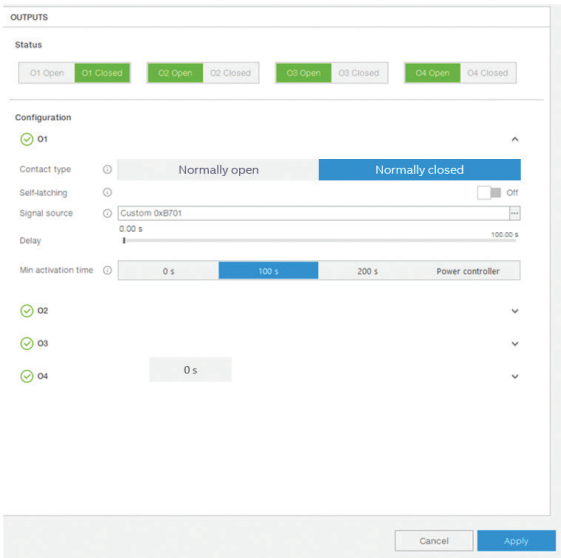 OUTPUTS
Status
O1 Open O1 Closed O2 Open O2 Closed O3 Open O3 Closed O4 Open O4 Closed
Configuration
O1
Contact type Normally open Normally closed
Self-latching Off
Signal source Custom 0xB701 ...
0.00 s
Delay 100.00 s
Min activation time 0 s 100 s 200 s Power controller
O2
O3
O4 0 s
Cancel Apply